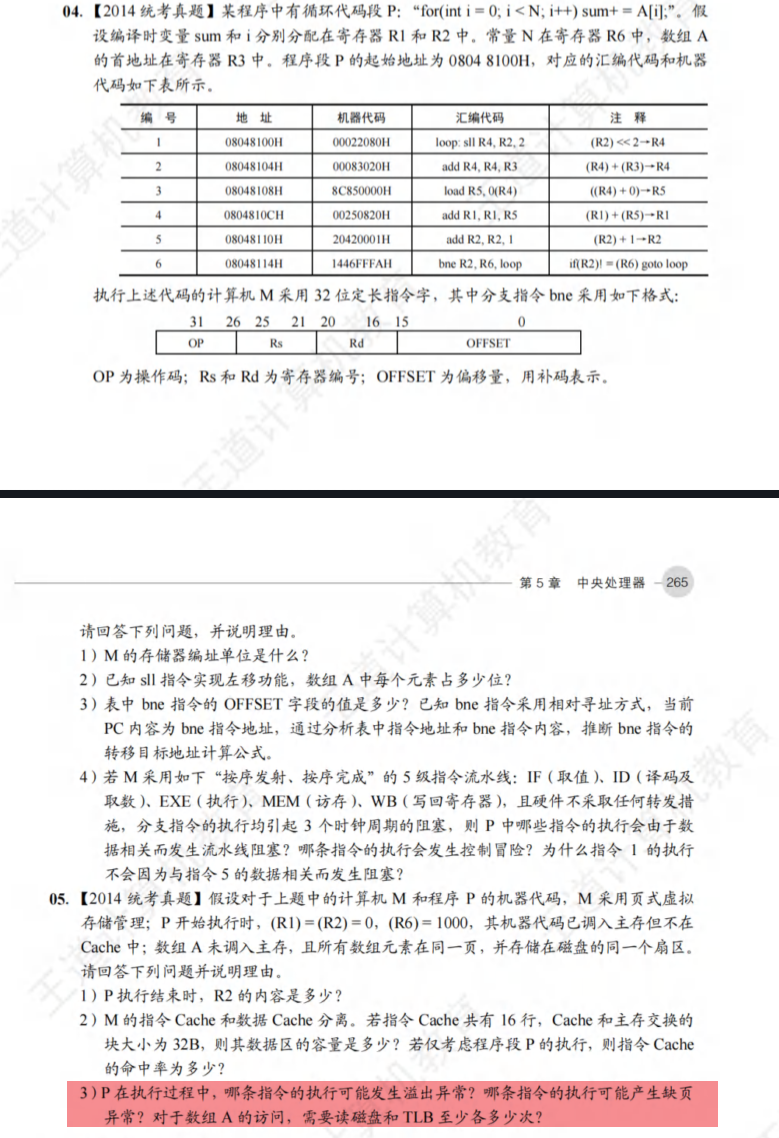 04.【2014 统考真题】某程序中有循环代码段 P：“for(int i = 0; i < N; i++) sum+ = A[i];”。假
设编译时变量 sum 和 i 分别分配在寄存器 R1 和 R2 中。常量 N 在寄存器 R6 中，数组 A
的首地址在寄存器 R3 中。程序段 P 的起始地址为 0804 8100H，对应的汇编代码和机器
代码如下表所示。
编 号 地 址 机器代码 汇编代码 注 释
1 08048100H 00022080H loop: sll R4, R2, 2 (R2) << 2→R4
2 08048104H 00083020H add R4, R4, R3 (R4) + (R3)→R4
3 08048108H 8C850000H load R5, 0(R4) ((R4) + 0)→R5
4 0804810CH 00250820H add R1, R1, R5 (R1) + (R5)→R1
5 08048110H 20420001H add R2, R2, 1 (R2) + 1→R2
6 08048114H 1446FFFAH bne R2, R6, loop if(R2)! = (R6) goto loop
执行上述代码的计算机 M 采用 32 位定长指令字，其中分支指令 bne 采用如下格式：
31 26 25 21 20 16 15 0
OP Rs Rd OFFSET
OP 为操作码；Rs 和 Rd 为寄存器编号；OFFSET 为偏移量，用补码表示。
第 5 章 中央处理器 265
请回答下列问题，并说明理由。
1）M 的存储器编址单位是什么？
2）已知 sll 指令实现左移功能，数组 A 中每个元素占多少位？
3）表中 bne 指令的 OFFSET 字段的值是多少？已知 bne 指令采用相对寻址方式，当前
PC 内容为 bne 指令地址，通过分析表中指令地址和 bne 指令内容，推断 bne 指令的
转移目标地址计算公式。
4）若 M 采用如下“按序发射、按序完成”的 5 级指令流水线：IF（取值）、ID（译码及
取数）、EXE（执行）、MEM（访存）、WB（写回寄存器），且硬件不采取任何转发措
施，分支指令的执行均引起 3 个时钟周期的阻塞，则 P 中哪些指令的执行会由于数
据相关而发生流水线阻塞？哪条指令的执行会发生控制冒险？为什么指令 1 的执行
不会因为与指令 5 的数据相关而发生阻塞？
05.【2014 统考真题】假设对于上题中的计算机 M 和程序 P 的机器代码，M 采用页式虚拟
存储管理；P 开始执行时，(R1) = (R2) = 0，(R6) = 1000，其机器代码已调入主存但不在
Cache 中；数组 A 未调入主存，且所有数组元素在同一页，并存储在磁盘的同一个扇区。
请回答下列问题并说明理由。
1）P 执行结束时，R2 的内容是多少？
2）M 的指令 Cache 和数据 Cache 分离。若指令 Cache 共有 16 行，Cache 和主存交换的
块大小为 32B，则其数据区的容量是多少？若仅考虑程序段 P 的执行，则指令 Cache
的命中率为多少？
3）P 在执行过程中，哪条指令的执行可能发生溢出异常？哪条指令的执行可能产生缺页
异常？对于数组 A 的访问，需要读磁盘和 TLB 至少各多少次？